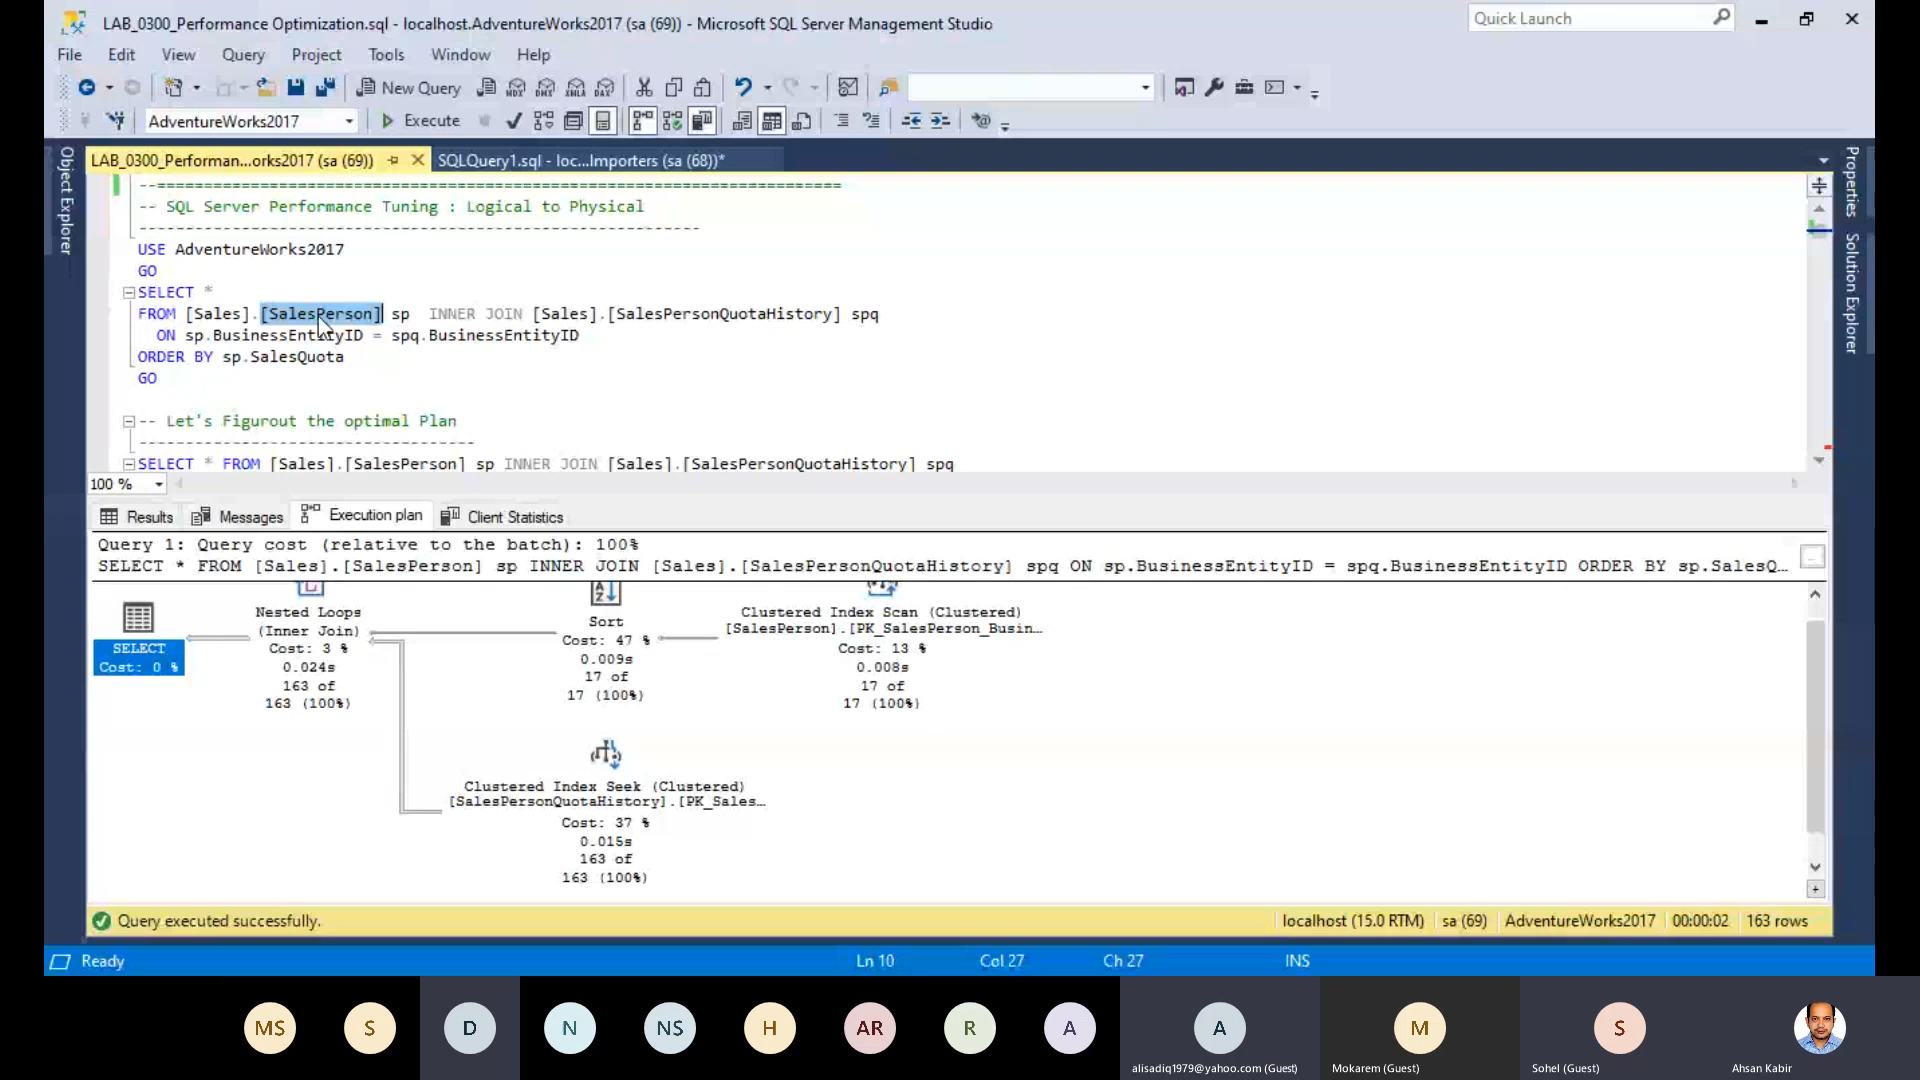 LAB_0300_Performance Optimization.sql - localhost.AdventureWorks2017 (sa (69)) - Microsoft SQL Server Management Studio
Quick Launch
File Edit View Query Project Tools Window Help
New Query
MDX DMX XMLA DAX
AdventureWorks2017
Execute
Object Explorer
Properties
Solution Explorer
LAB_0300_Performan...orks2017 (sa (69))
SQLQuery1.sql - loc...Importers (sa (68))*
--==========================================================================
-- SQL Server Performance Tuning : Logical to Physical
------------------------------------------------------------
USE AdventureWorks2017
GO
SELECT *
FROM [Sales].[SalesPerson] sp INNER JOIN [Sales].[SalesPersonQuotaHistory] spq
ON sp.BusinessEntityID = spq.BusinessEntityID
ORDER BY sp.SalesQuota
GO
-- Let's Figurout the optimal Plan
------------------------------------
SELECT * FROM [Sales].[SalesPerson] sp INNER JOIN [Sales].[SalesPersonQuotaHistory] spq
100 %
Results Messages Execution plan Client Statistics
Query 1: Query cost (relative to the batch): 100%
SELECT * FROM [Sales].[SalesPerson] sp INNER JOIN [Sales].[SalesPersonQuotaHistory] spq ON sp.BusinessEntityID = spq.BusinessEntityID ORDER BY sp.SalesQ...
SELECT
Cost: 0 %
Nested Loops
(Inner Join)
Cost: 3 %
0.024s
163 of
163 (100%)
Sort
Cost: 47 %
0.009s
17 of
17 (100%)
Clustered Index Scan (Clustered)
[SalesPerson].[PK_SalesPerson_Busin...
Cost: 13 %
0.008s
17 of
17 (100%)
Clustered Index Seek (Clustered)
[SalesPersonQuotaHistory].[PK_Sales...
Cost: 37 %
0.015s
163 of
163 (100%)
Query executed successfully.
localhost (15.0 RTM) sa (69) AdventureWorks2017 00:00:02 163 rows
Ready Ln 10 Col 27 Ch 27 INS
MS S D N NS H AR R A A M S
alisadiq1979@yahoo.com (Guest) Mokarem (Guest) Sohel (Guest) Ahsan Kabir